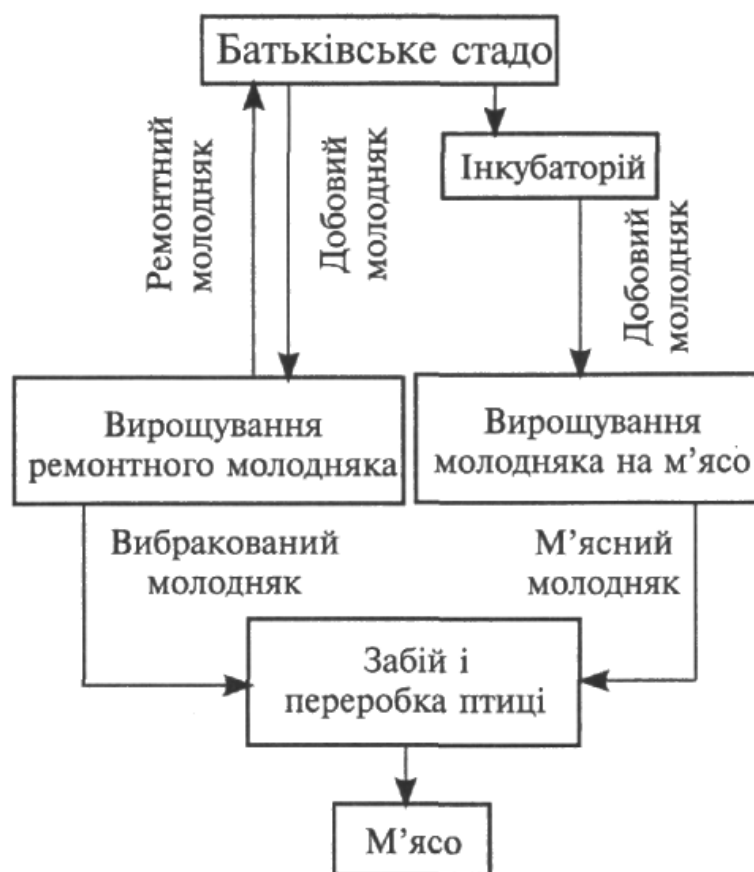 Батьківське стадо
Ремонтний
молодняк
Добовий
молодняк
Інкубаторій
Добовий
молодняк
Вирощування
ремонтного молодняка
Вирощування
молодняка на м’ясо
Вибракований
молодняк
М’ясний
молодняк
Забій і
переробка птиці
М’ясо